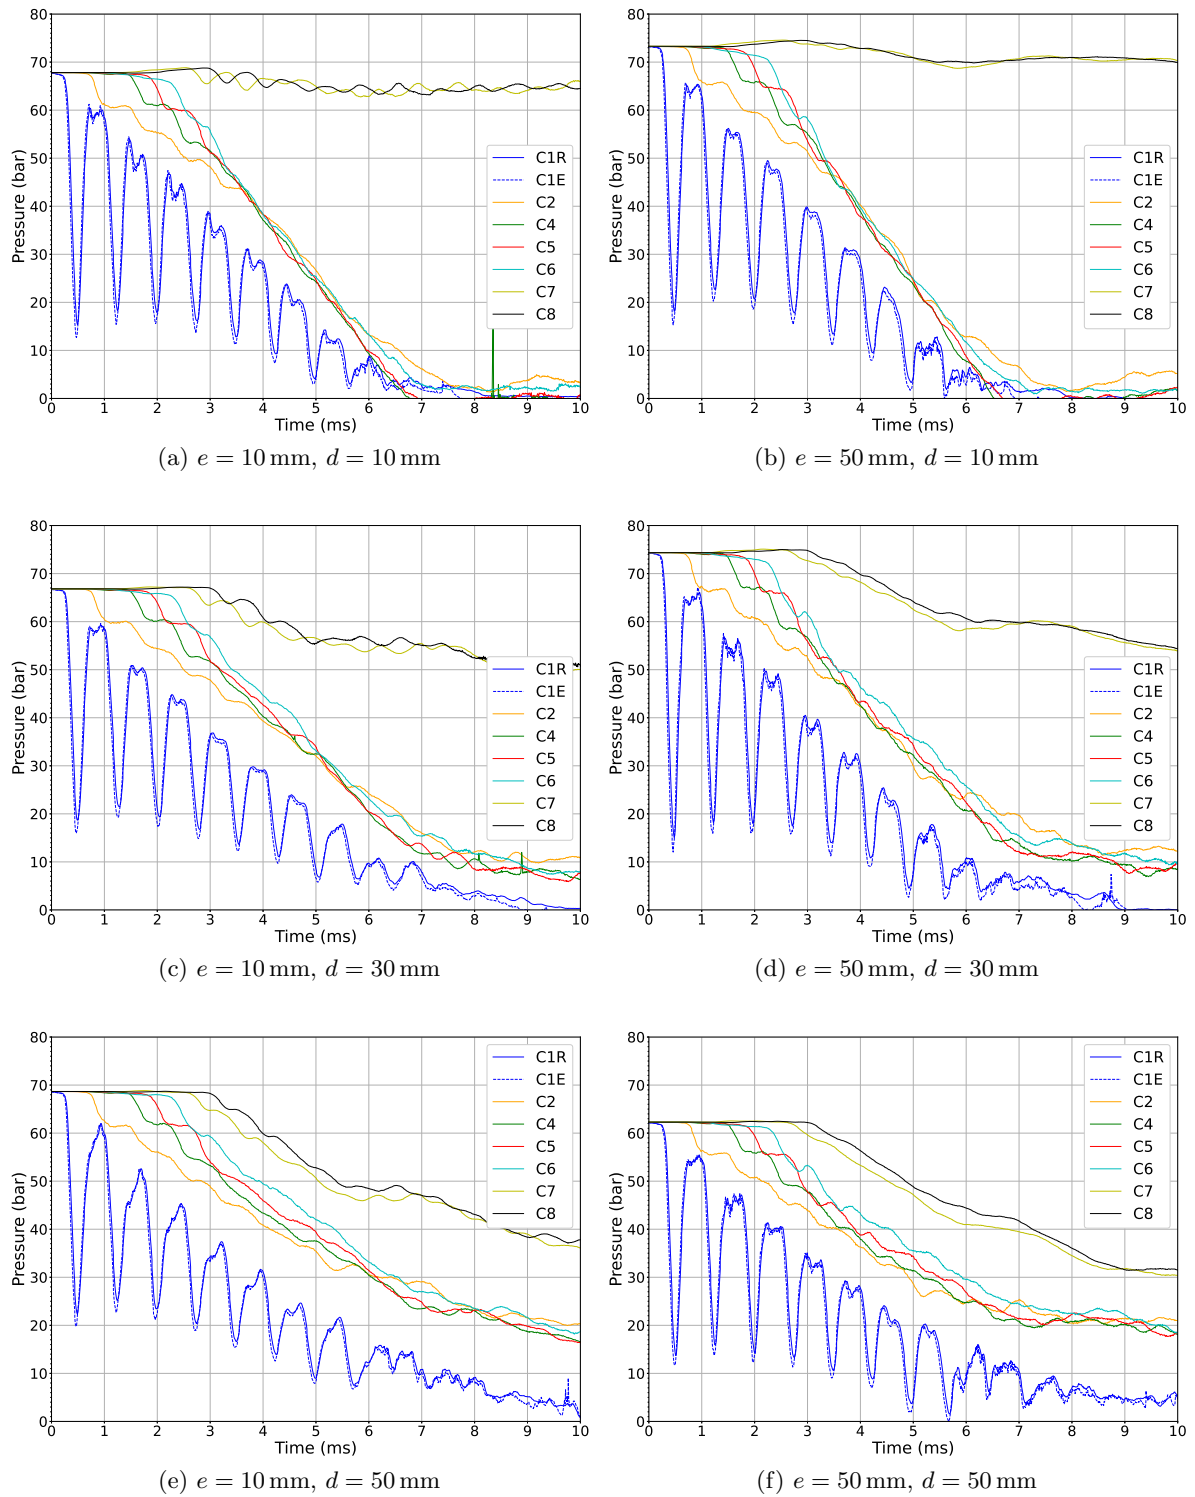 80
70
60
50
40
30
20
10
0
Pressure (bar)
C1R
C1E
C2
C4
C5
C6
C7
C8
0 1 2 3 4 5 6 7 8 9 10
Time (ms)
(a) e = 10 mm, d = 10 mm
80
70
60
50
40
30
20
10
0
Pressure (bar)
C1R
C1E
C2
C4
C5
C6
C7
C8
0 1 2 3 4 5 6 7 8 9 10
Time (ms)
(b) e = 50 mm, d = 10 mm
80
70
60
50
40
30
20
10
0
Pressure (bar)
C1R
C1E
C2
C4
C5
C6
C7
C8
0 1 2 3 4 5 6 7 8 9 10
Time (ms)
(c) e = 10 mm, d = 30 mm
80
70
60
50
40
30
20
10
0
Pressure (bar)
C1R
C1E
C2
C4
C5
C6
C7
C8
0 1 2 3 4 5 6 7 8 9 10
Time (ms)
(d) e = 50 mm, d = 30 mm
80
70
60
50
40
30
20
10
0
Pressure (bar)
C1R
C1E
C2
C4
C5
C6
C7
C8
0 1 2 3 4 5 6 7 8 9 10
Time (ms)
(e) e = 10 mm, d = 50 mm
80
70
60
50
40
30
20
10
0
Pressure (bar)
C1R
C1E
C2
C4
C5
C6
C7
C8
0 1 2 3 4 5 6 7 8 9 10
Time (ms)
(f) e = 50 mm, d = 50 mm